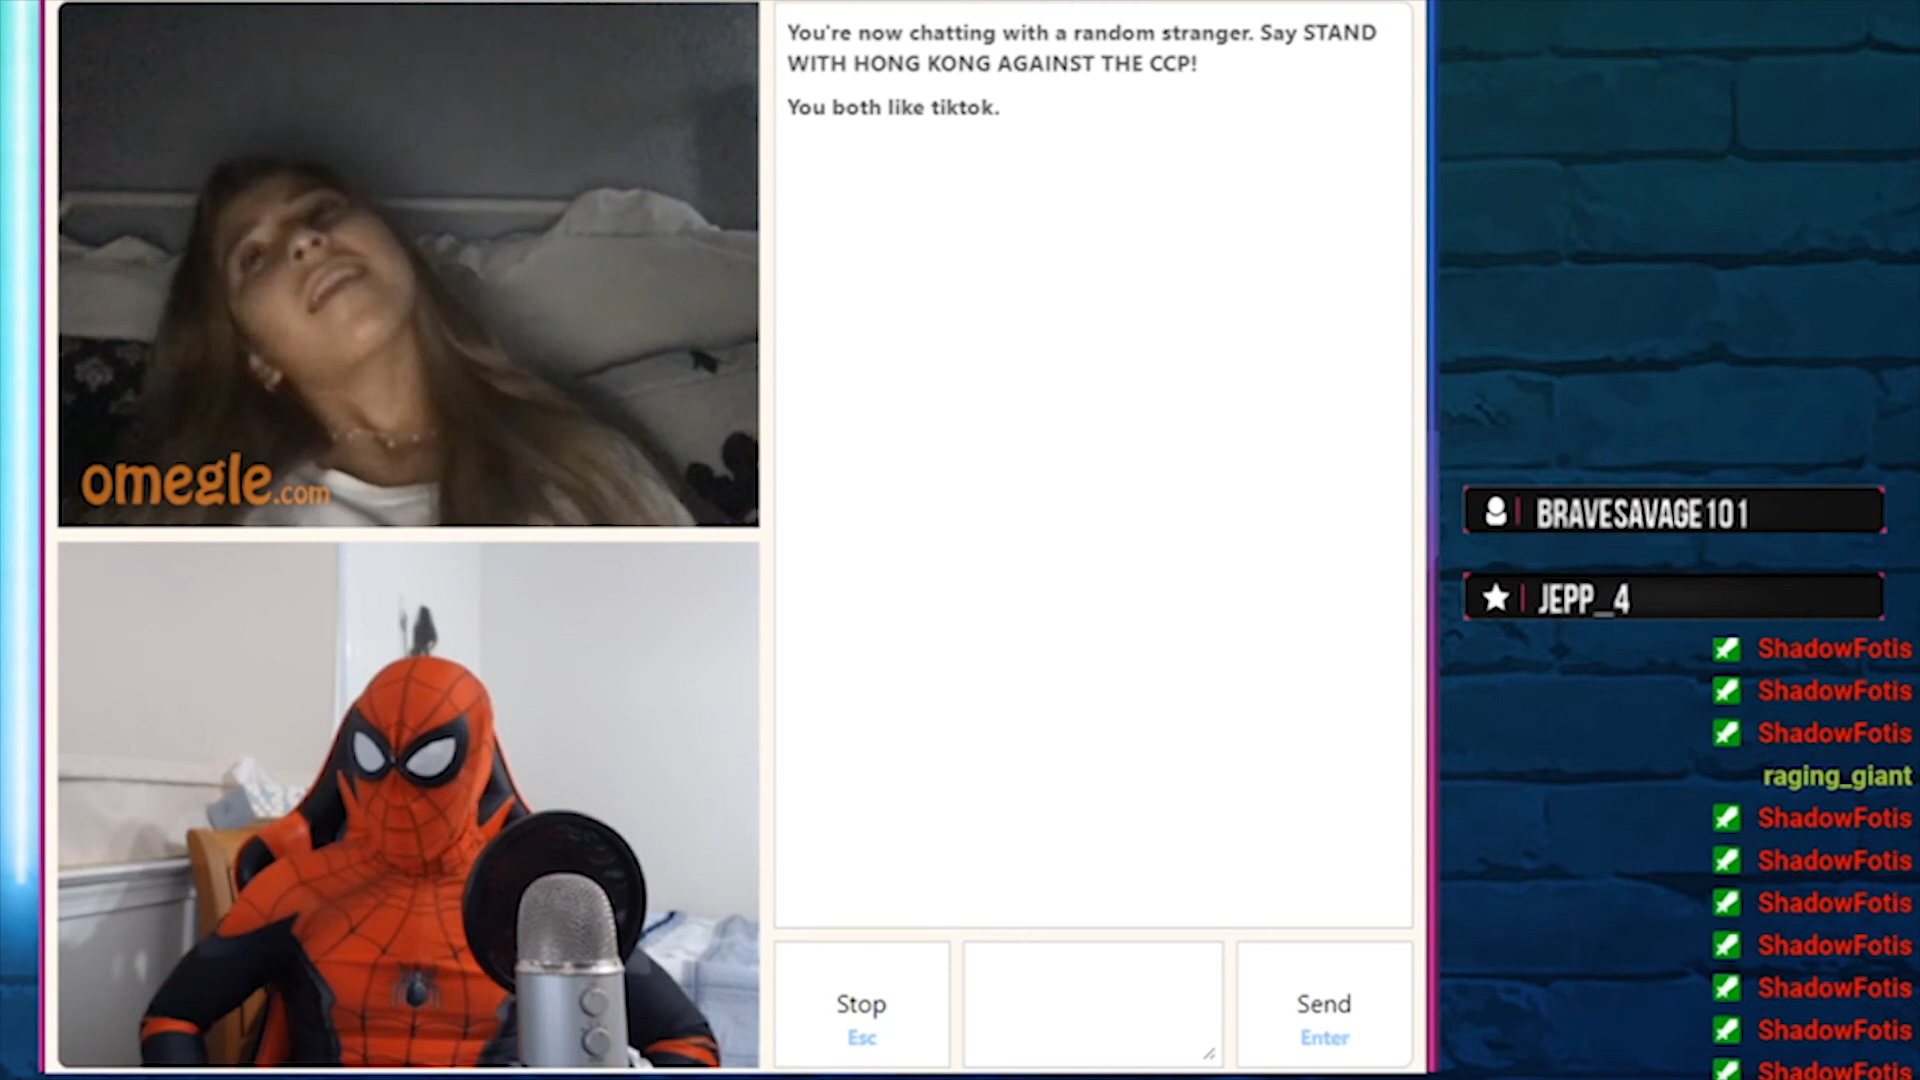 You're now chatting with a random stranger. Say STAND
WITH HONG KONG AGAINST THE CCP!
You both like tiktok.
omegle.com
BRAVESAVAGE101
JEPP_4
ShadowFotis
ShadowFotis
ShadowFotis
raging_giant
ShadowFotis
ShadowFotis
ShadowFotis
ShadowFotis
ShadowFotis
ShadowFotis
ShadowFotis
Stop
Esc
Send
Enter